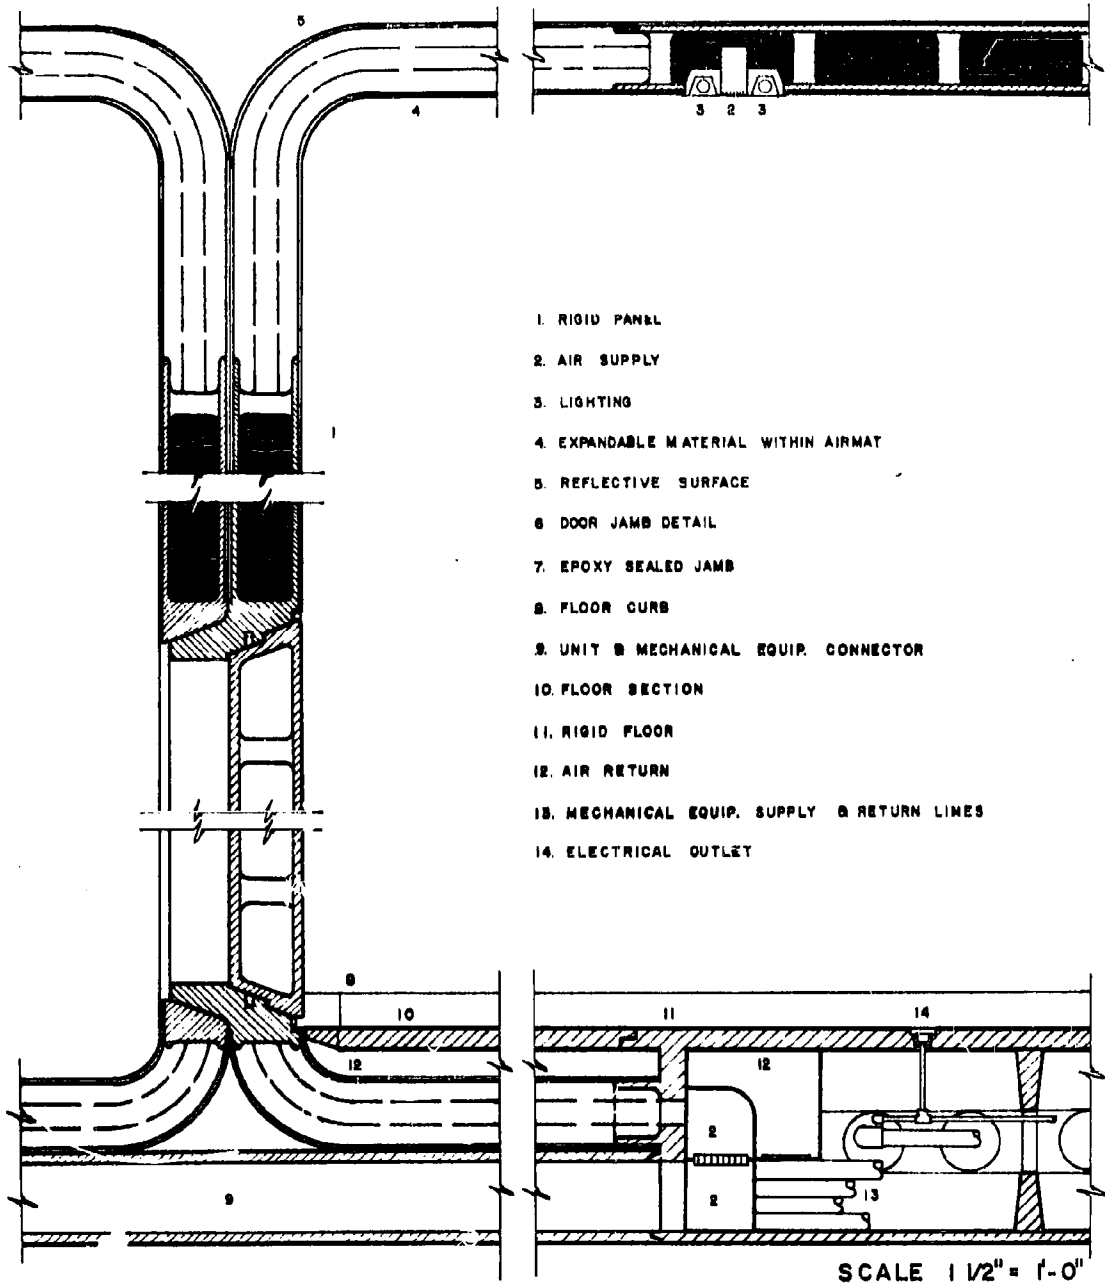 5
4
3 2 3
1
1. RIGID PANEL
2. AIR SUPPLY
3. LIGHTING
4. EXPANDABLE MATERIAL WITHIN AIRMAT
5. REFLECTIVE SURFACE
6 DOOR JAMB DETAIL
7. EPOXY SEALED JAMB
8. FLOOR CURB
9. UNIT & MECHANICAL EQUIP. CONNECTOR
10. FLOOR SECTION
11. RIGID FLOOR
12. AIR RETURN
13. MECHANICAL EQUIP. SUPPLY & RETURN LINES
14. ELECTRICAL OUTLET
8
10 11 14
12 12
2
2 13
9
SCALE 1 1/2" = 1'-0"